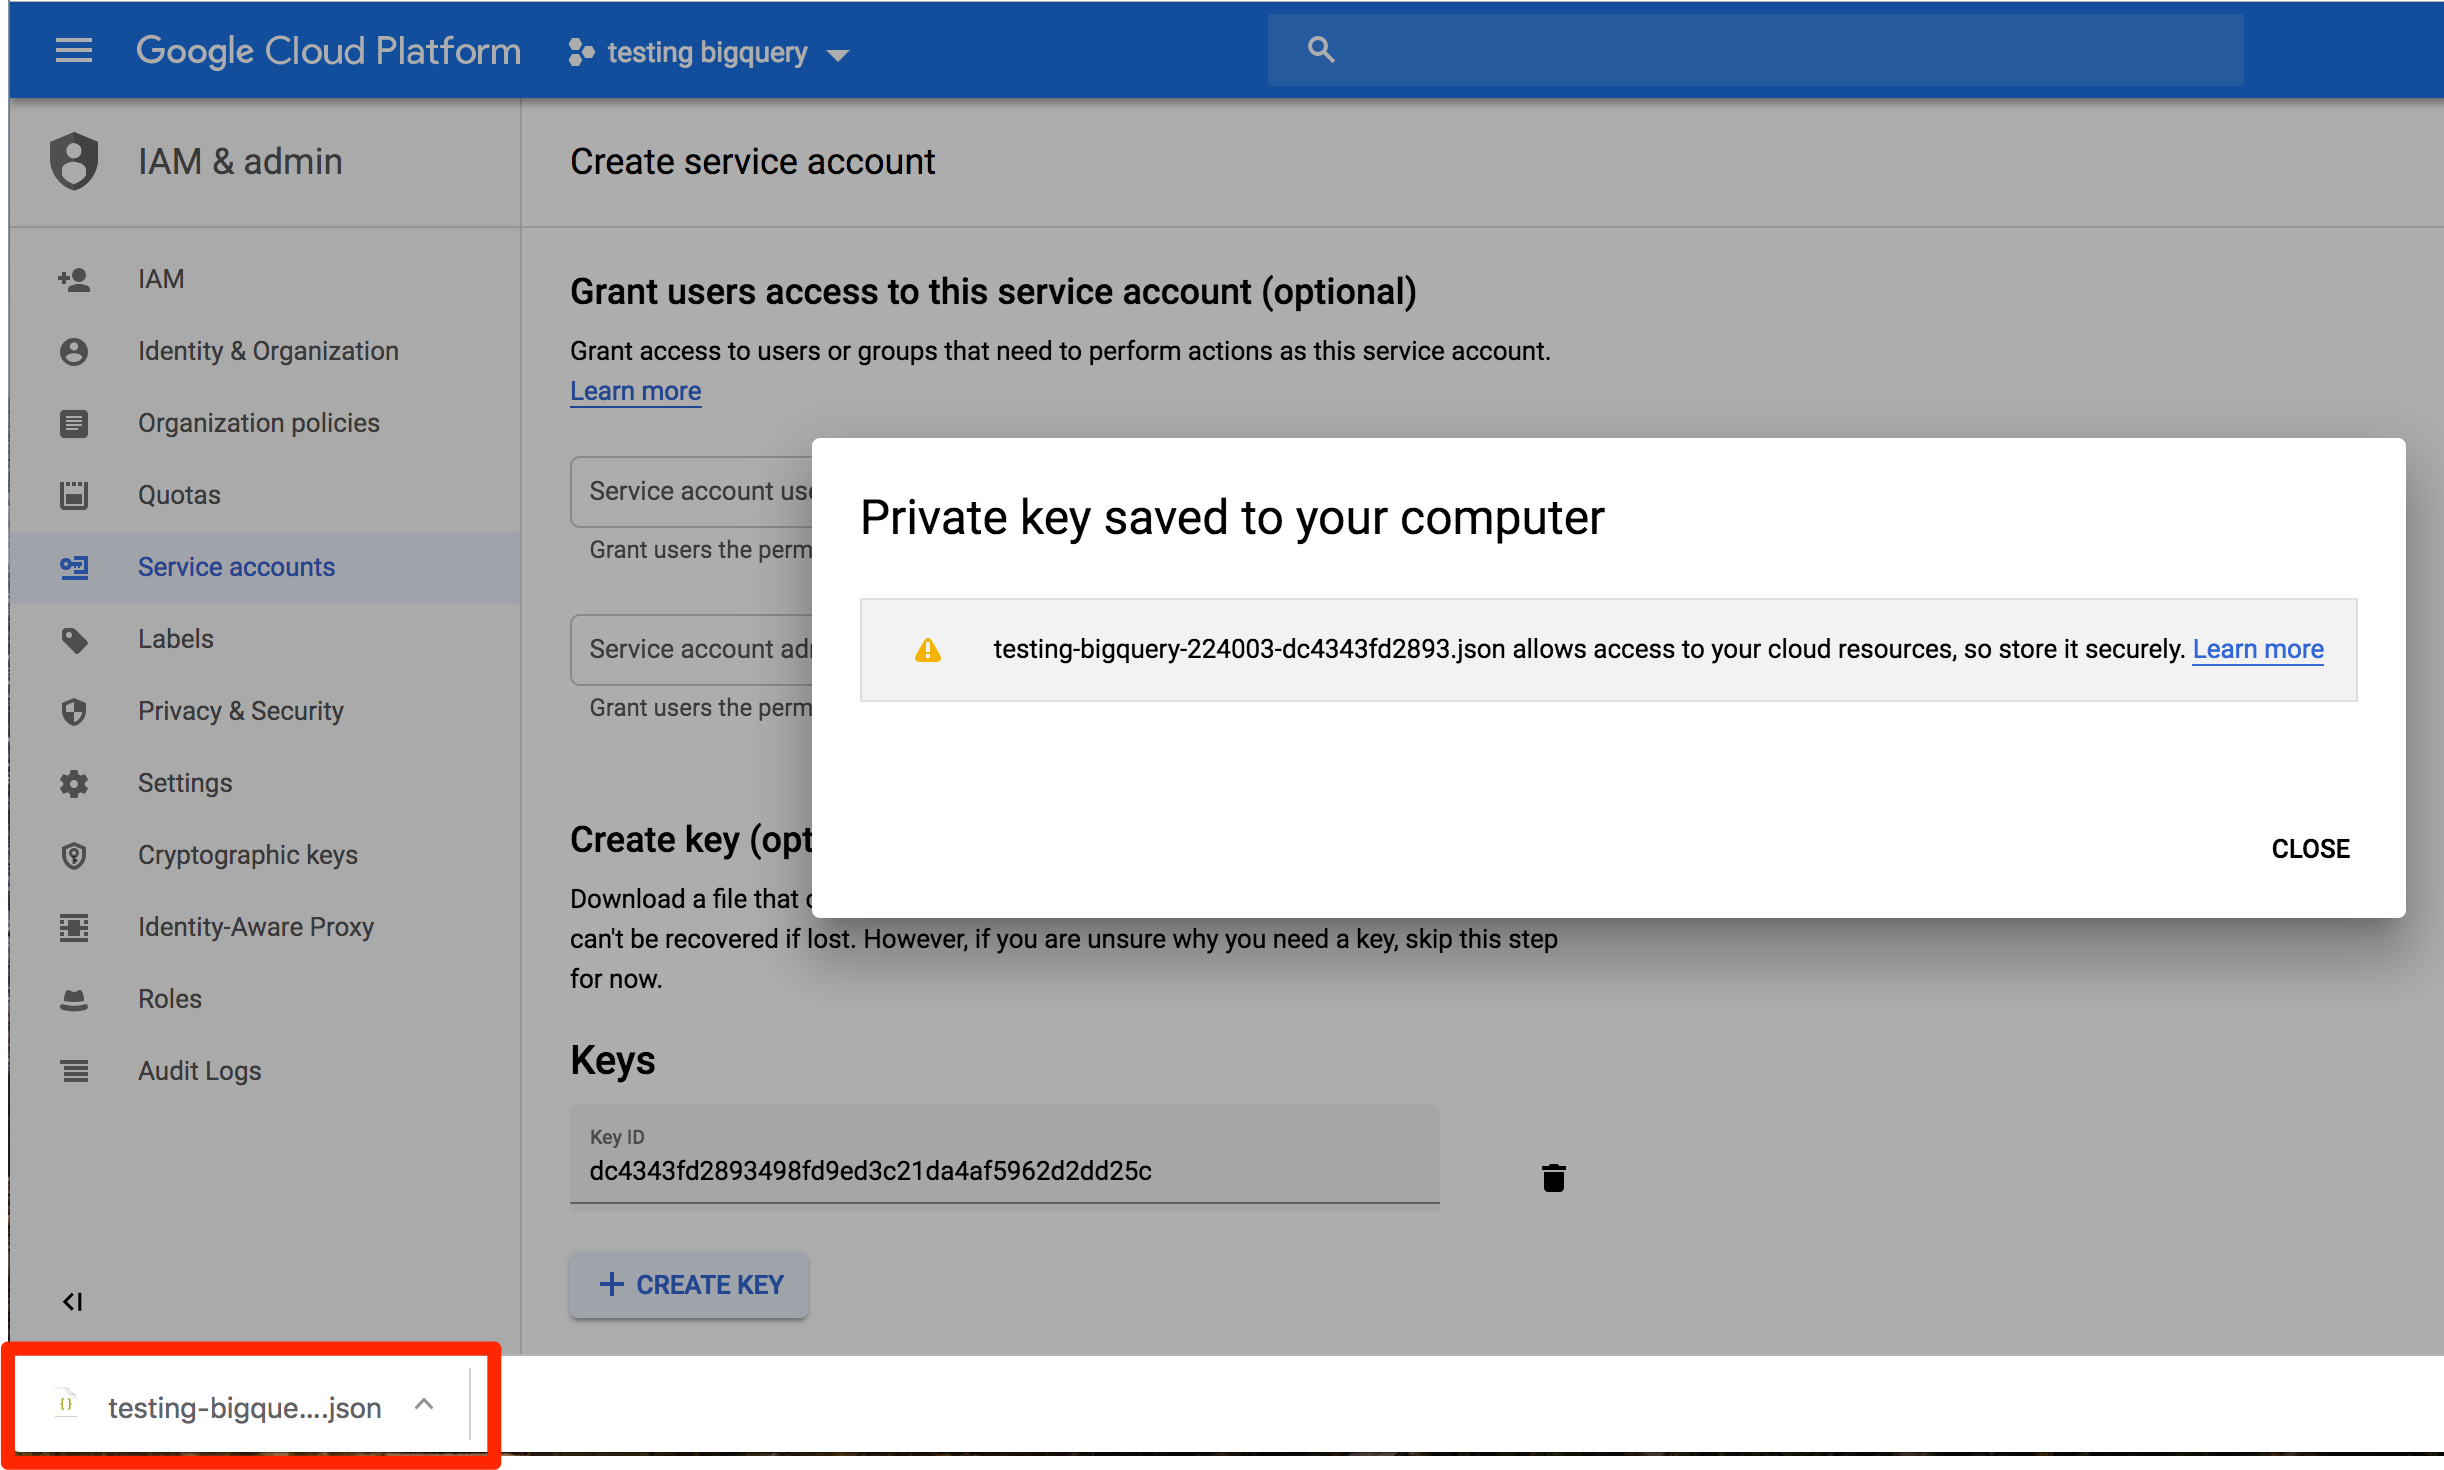 Google Cloud Platform
testing bigquery
IAM & admin
Create service account
IAM
Identity & Organization
Organization policies
Quotas
Service accounts
Labels
Privacy & Security
Settings
Cryptographic keys
Identity-Aware Proxy
Roles
Audit Logs
Grant users access to this service account (optional)
Grant access to users or groups that need to perform actions as this service account.
Learn more
Service account
Grant users the
Service account
Grant users the
Private key saved to your computer
testing-bigquery-224003-dc4343fd2893.json allows access to your cloud resources, so store it securely. Learn more
CLOSE
Create key
Download a file that
can't be recovered if lost. However, if you are unsure why you need a key, skip this step
for now.
Keys
Key ID
dc4343fd2893498fd9ed3c21da4af5962d2dd25c
CREATE KEY
testing-bigque....json